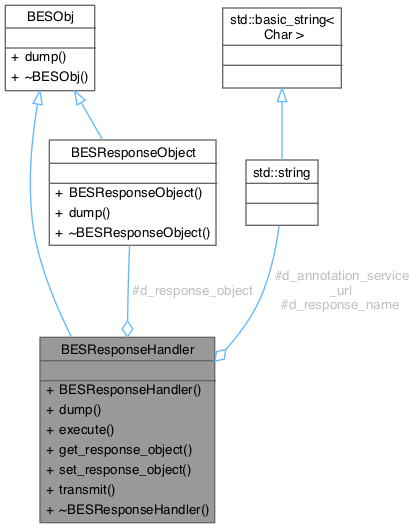 BESObj
+ dump()
+ ~BESObj()
std::basic_string<
Char >
BESResponseObject
+ BESResponseObject()
+ dump()
+ ~BESResponseObject()
std::string
#d_response_object
#d_annotation_service
_url
#d_response_name
BESResponseHandler
+ BESResponseHandler()
+ dump()
+ execute()
+ get_response_object()
+ set_response_object()
+ transmit()
+ ~BESResponseHandler()